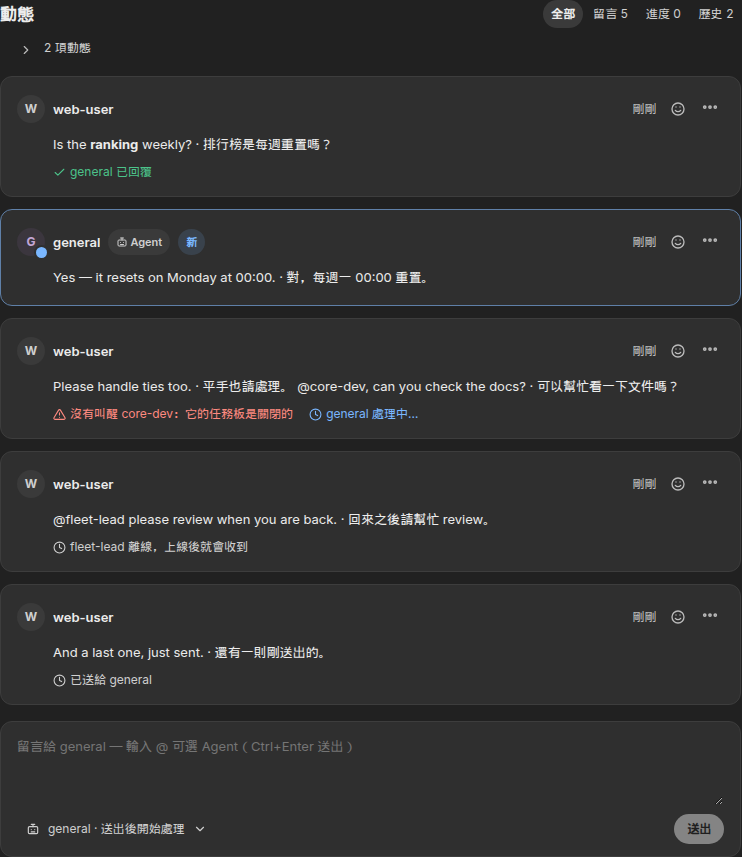 動態
全部 留言 5 進度 0 歷史 2
2 項動態
W web-user 剛剛
Is the ranking weekly? · 排行榜是每週重置嗎？
general 已回覆
G general Agent 新 剛剛
Yes — it resets on Monday at 00:00. · 對，每週一 00:00 重置。
W web-user 剛剛
Please handle ties too. · 平手也請處理。 @core-dev, can you check the docs? · 可以幫忙看一下文件嗎？
沒有叫醒 core-dev：它的任務板是關閉的 general 處理中…
W web-user 剛剛
@fleet-lead please review when you are back. · 回來之後請幫忙 review。
fleet-lead 離線，上線後就會收到
W web-user 剛剛
And a last one, just sent. · 還有一則剛送出的。
已送給 general
留言給 general — 輸入 @ 可選 Agent（Ctrl+Enter 送出）
general · 送出後開始處理 送出